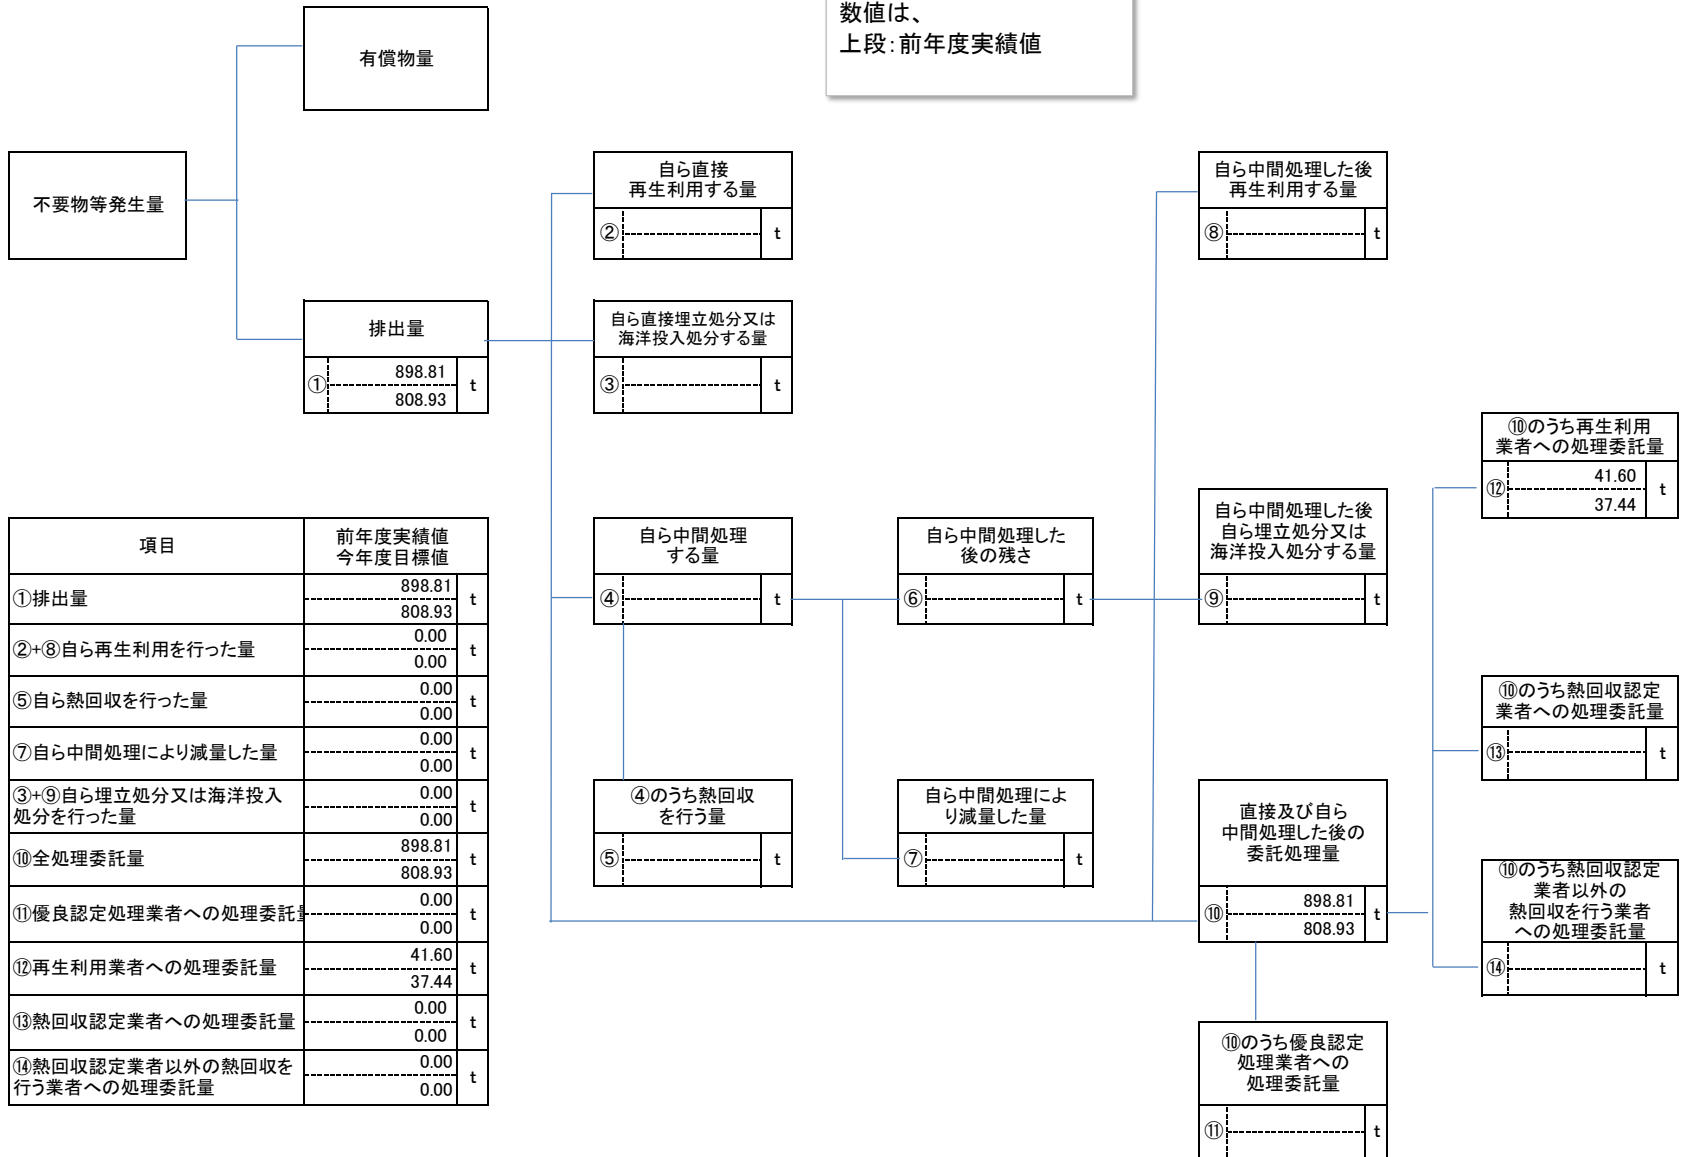 数値は、
上段：前年度実績値
有償物量
不要物等発生量
自ら直接
再生利用する量
② t
自ら中間処理した後
再生利用する量
⑧ t
排出量
① 898.81 t
808.93
自ら直接埋立処分又は
海洋投入処分する量
③ t
⑩のうち再生利用
業者への処理委託量
⑫ 41.60 t
37.44
自ら中間処理
する量
④ t
自ら中間処理した
後の残さ
⑥ t
自ら中間処理した後
自ら埋立処分又は
海洋投入処分する量
⑨ t
⑩のうち熱回収認定
業者への処理委託量
⑬ t
④のうち熱回収
を行う量
⑤ t
自ら中間処理によ
り減量した量
⑦ t
直接及び自ら
中間処理した後の
委託処理量
⑩ 898.81 t
808.93
⑩のうち熱回収認定
業者以外の
熱回収を行う業者
への処理委託量
⑭ t
⑩のうち優良認定
処理業者への
処理委託量
⑪ t
項目 前年度実績値
今年度目標値
①排出量 898.81 t
808.93
②+⑧自ら再生利用を行った量 0.00 t
0.00
⑤自ら熱回収を行った量 0.00 t
0.00
⑦自ら中間処理により減量した量 0.00 t
0.00
③+⑨自ら埋立処分又は海洋投入 0.00 t
処分を行った量 0.00
⑩全処理委託量 898.81 t
808.93
⑪優良認定処理業者への処理委託 0.00 t
0.00
⑫再生利用業者への処理委託量 41.60 t
37.44
⑬熱回収認定業者への処理委託量 0.00 t
0.00
⑭熱回収認定業者以外の熱回収を 0.00 t
行う業者への処理委託量 0.00